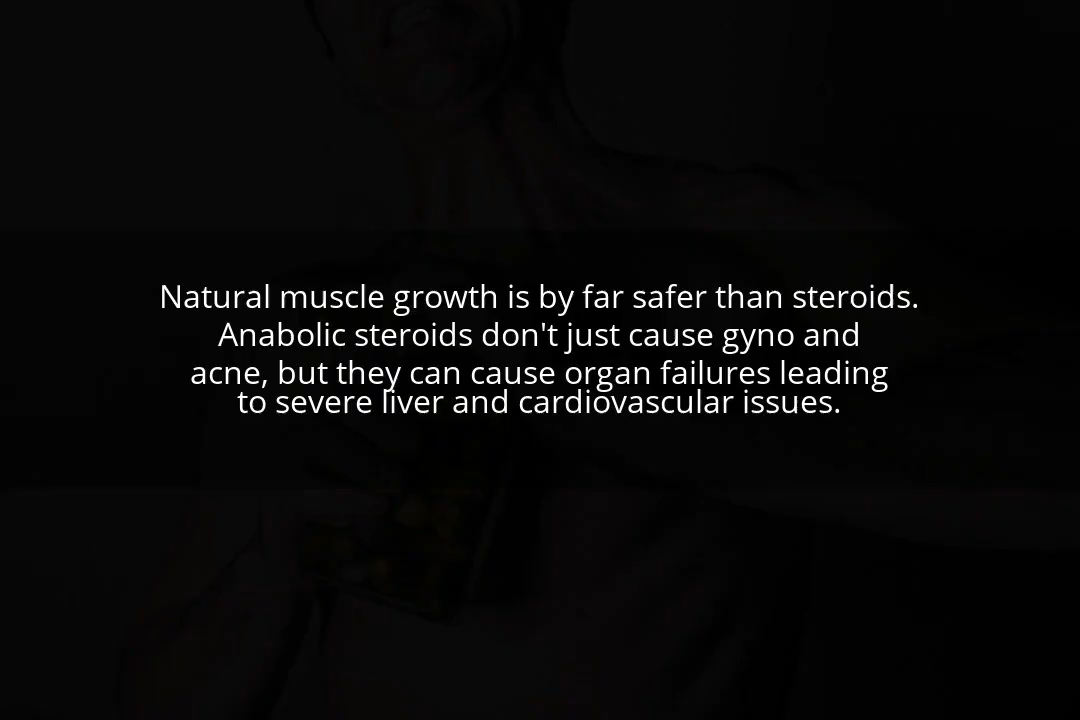 Natural muscle growth is by far safer than steroids.
Anabolic steroids don't just cause gyno and
acne, but they can cause organ failures leading
to severe liver and cardiovascular issues.